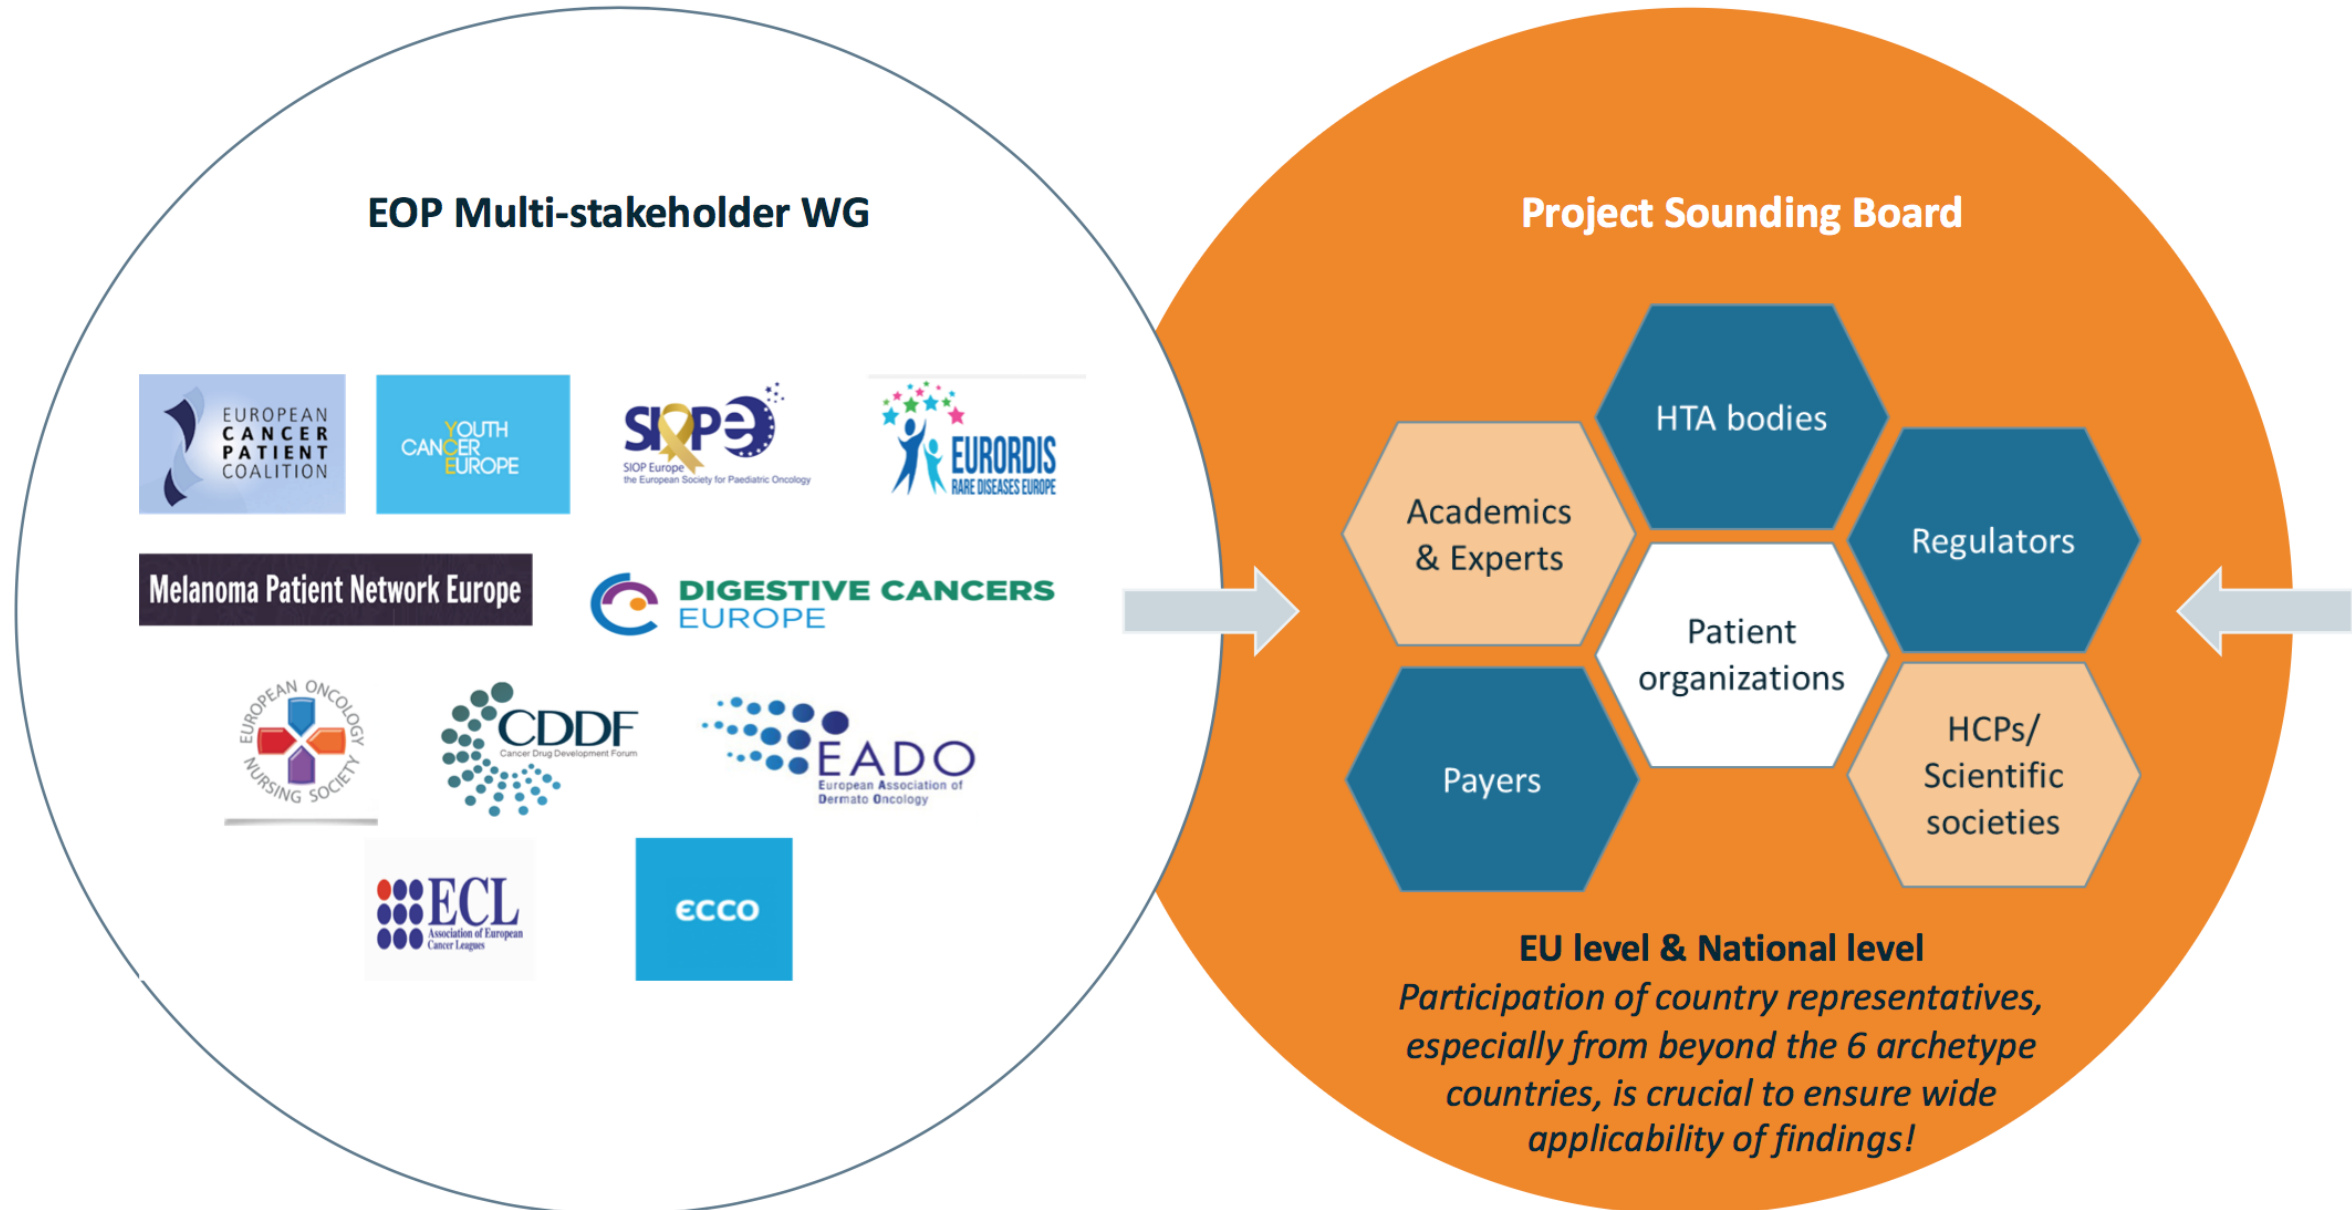 EOP Multi-stakeholder WG
EUROPEAN
CANCER
PATIENT
COALITION
YOUTH
CANCER
EUROPE
SIOPe
SIOP Europe
the European Society for Paediatric Oncology
EURORDIS
RARE DISEASES EUROPE
Melanoma Patient Network Europe
DIGESTIVE CANCERS
EUROPE
EUROPEAN ONCOLOGY
NURSING SOCIETY
CDDF
Cancer Drug Development Forum
EADO
European Association of
Dermato Oncology
ECL
Association of European
Cancer Leagues
ecco
Project Sounding Board
HTA bodies
Academics
& Experts
Regulators
Patient
organizations
Payers
HCPs/
Scientific
societies
EU level & National level
Participation of country representatives,
especially from beyond the 6 archetype
countries, is crucial to ensure wide
applicability of findings!